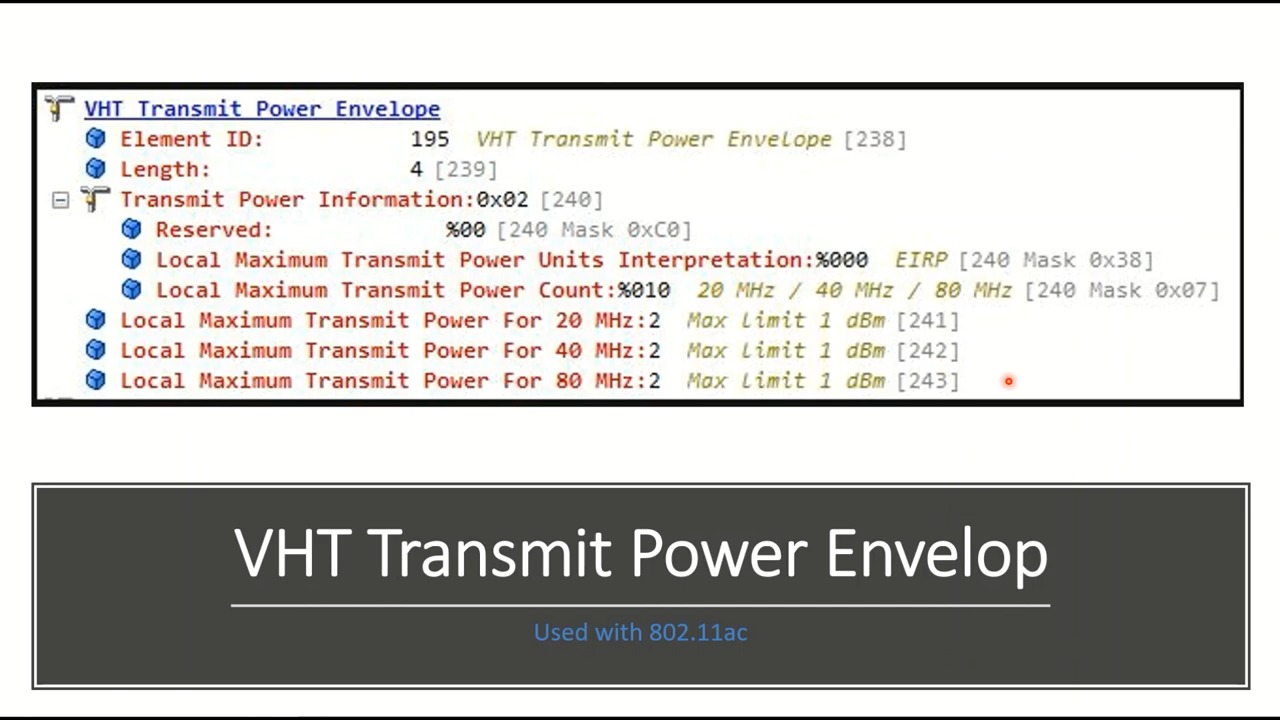 VHT Transmit Power Envelope
Element ID: 195 VHT Transmit Power Envelope [238]
Length: 4 [239]
Transmit Power Information:0x02 [240]
Reserved: %00 [240 Mask 0xC0]
Local Maximum Transmit Power Units Interpretation:%000 EIRP [240 Mask 0x38]
Local Maximum Transmit Power Count:%010 20 MHz / 40 MHz / 80 MHz [240 Mask 0x07]
Local Maximum Transmit Power For 20 MHz:2 Max Limit 1 dBm [241]
Local Maximum Transmit Power For 40 MHz:2 Max Limit 1 dBm [242]
Local Maximum Transmit Power For 80 MHz:2 Max Limit 1 dBm [243]
VHT Transmit Power Envelop
Used with 802.11ac